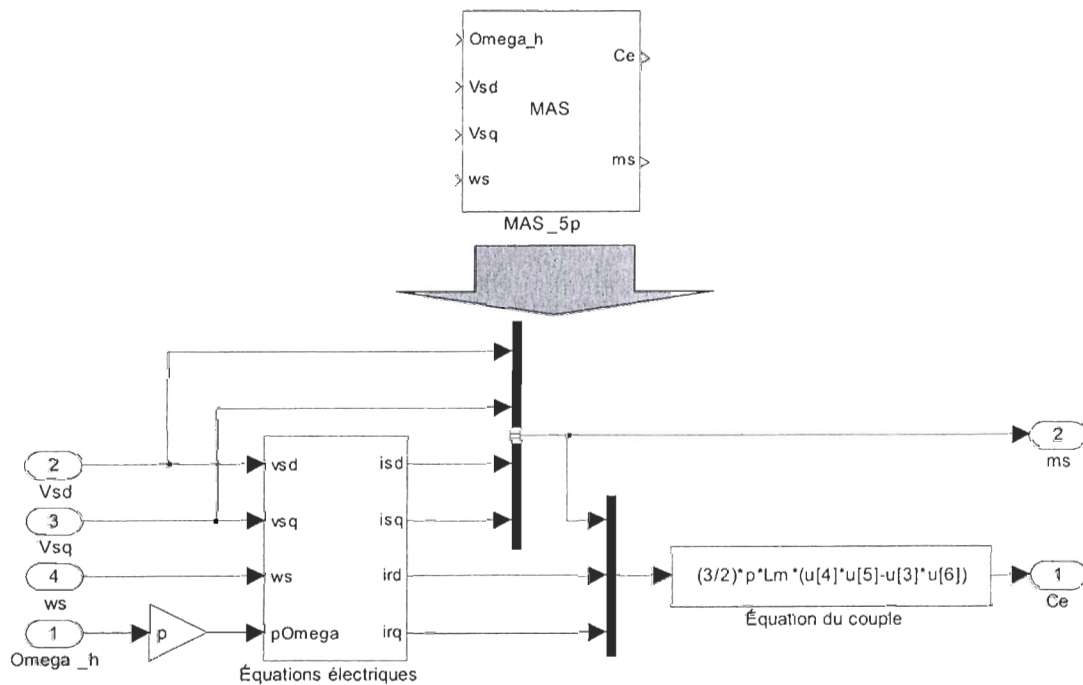 Omega_h
Ce
Vsd
MAS
Vsq
ms
ws
MAS_5p
2
Vsd
vsd
isd
2
ms
3
Vsq
vsq
isq
4
ws
ws
ird
(3/2)*p*Lm*(u[4]*u[5]-u[3]*u[6])
1
Ce
Équation du couple
1
Omega_h
p
pOmega
irq
Équations électriques